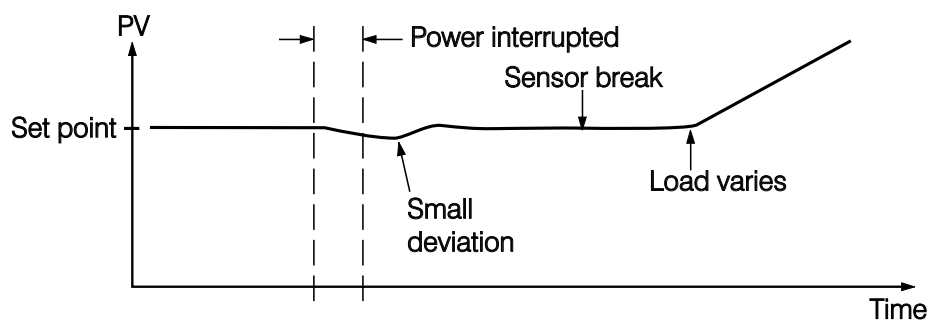 PV
Power interrupted
Sensor break
Set point
Load varies
Small
deviation
Time